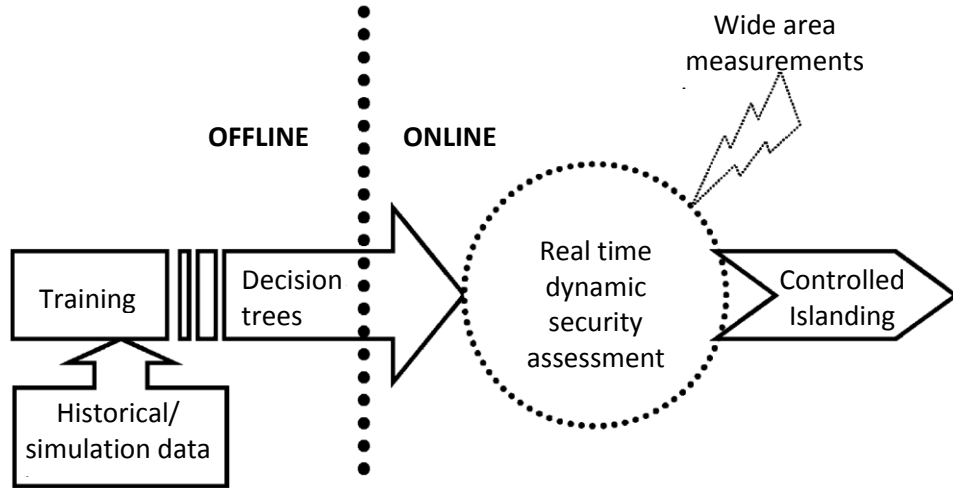 Wide area
measurements
OFFLINE
ONLINE
Training
Decision
trees
Real time
dynamic
security
assessment
Controlled
Islanding
Historical/
simulation data